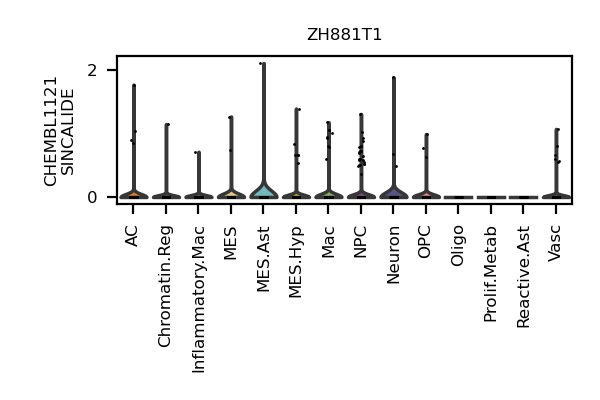 ZH881T1
CHEMBL1121
SINCALIDE
2
0
AC
Chromatin.Reg
Inflammatory.Mac
MES
MES.Ast
MES.Hyp
Mac
NPC
Neuron
OPC
Oligo
Prolif.Metab
Reactive.Ast
Vasc